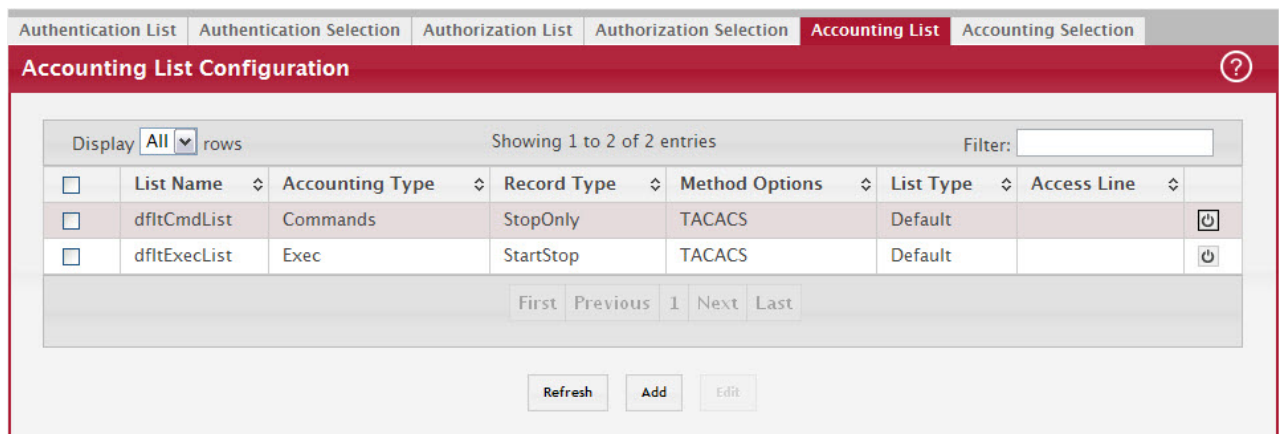 Authentication List Authentication Selection Authorization List Authorization Selection Accounting List Accounting Selection
Accounting List Configuration ?
Display All rows Showing 1 to 2 of 2 entries Filter:
List Name Accounting Type Record Type Method Options List Type Access Line
dfltCmdList Commands StopOnly TACACS Default
dfltExecList Exec StartStop TACACS Default
First Previous 1 Next Last
Refresh Add Edit